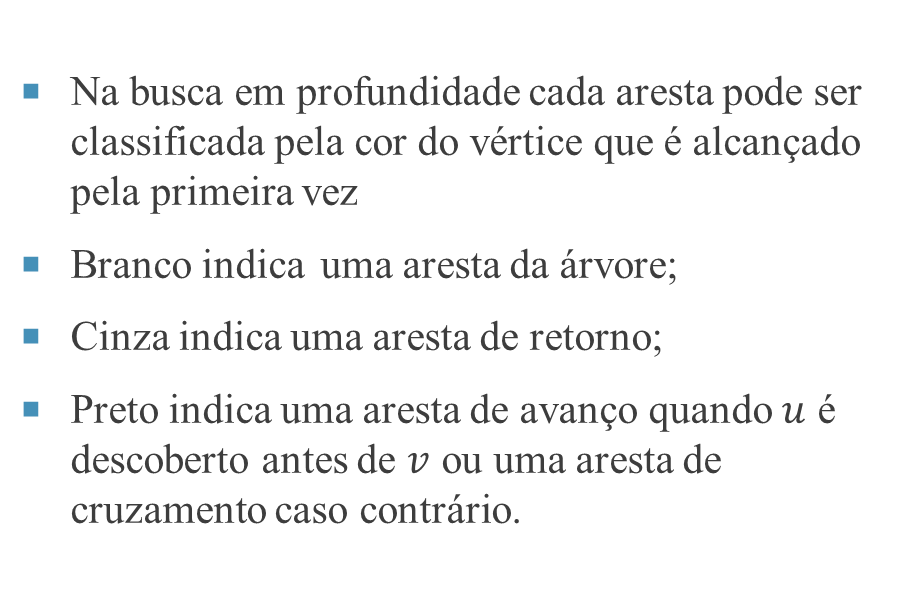 Na busca em profundidade cada aresta pode ser
classificada pela cor do vértice que é alcançado
pela primeira vez
Branco indica uma aresta da árvore;
Cinza indica uma aresta de retorno;
Preto indica uma aresta de avanço quando u é
descoberto antes de v ou uma aresta de
cruzamento caso contrário.